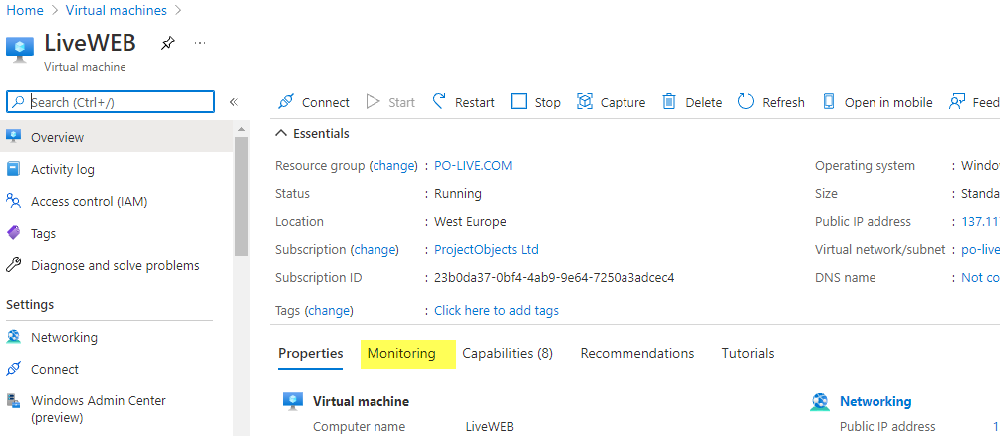 Home > Virtual machines >
LiveWEB ...
Virtual machine
Search (Ctrl+/) «
Overview
Activity log
Access control (IAM)
Tags
Diagnose and solve problems
Settings
Networking
Connect
Windows Admin Center
(preview)
Connect Start Restart Stop Capture Delete Refresh Open in mobile Feed
Essentials
Resource group (change) : PO-LIVE.COM
Status : Running
Location : West Europe
Subscription (change) : ProjectObjects Ltd
Subscription ID : 23b0da37-0bf4-4ab9-9e64-7250a3adcec4
Tags (change) : Click here to add tags
Operating system : Windo
Size : Standa
Public IP address : 137.11
Virtual network/subnet : po-live
DNS name : Not co
Properties Monitoring Capabilities (8) Recommendations Tutorials
Virtual machine
Computer name LiveWEB
Networking
Public IP address 1